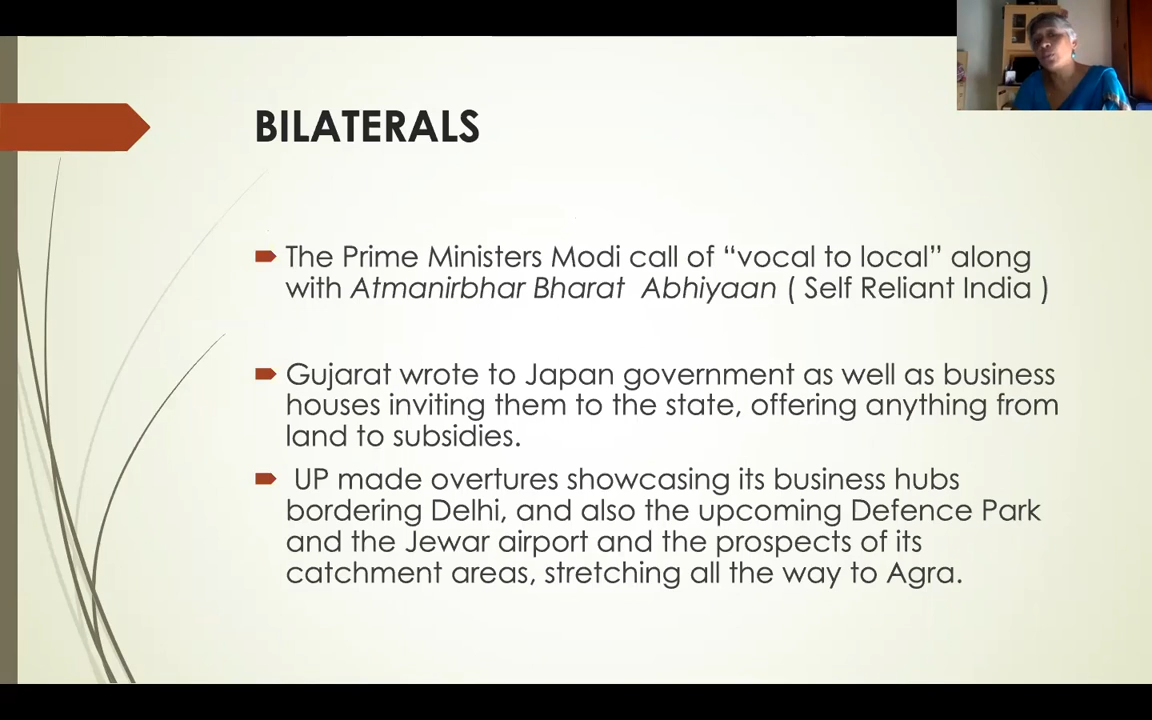 BILATERALS
The Prime Ministers Modi call of “vocal to local” along
with Atmanirbhar Bharat Abhiyaan ( Self Reliant India )
Gujarat wrote to Japan government as well as business
houses inviting them to the state, offering anything from
land to subsidies.
UP made overtures showcasing its business hubs
bordering Delhi, and also the upcoming Defence Park
and the Jewar airport and the prospects of its
catchment areas, stretching all the way to Agra.